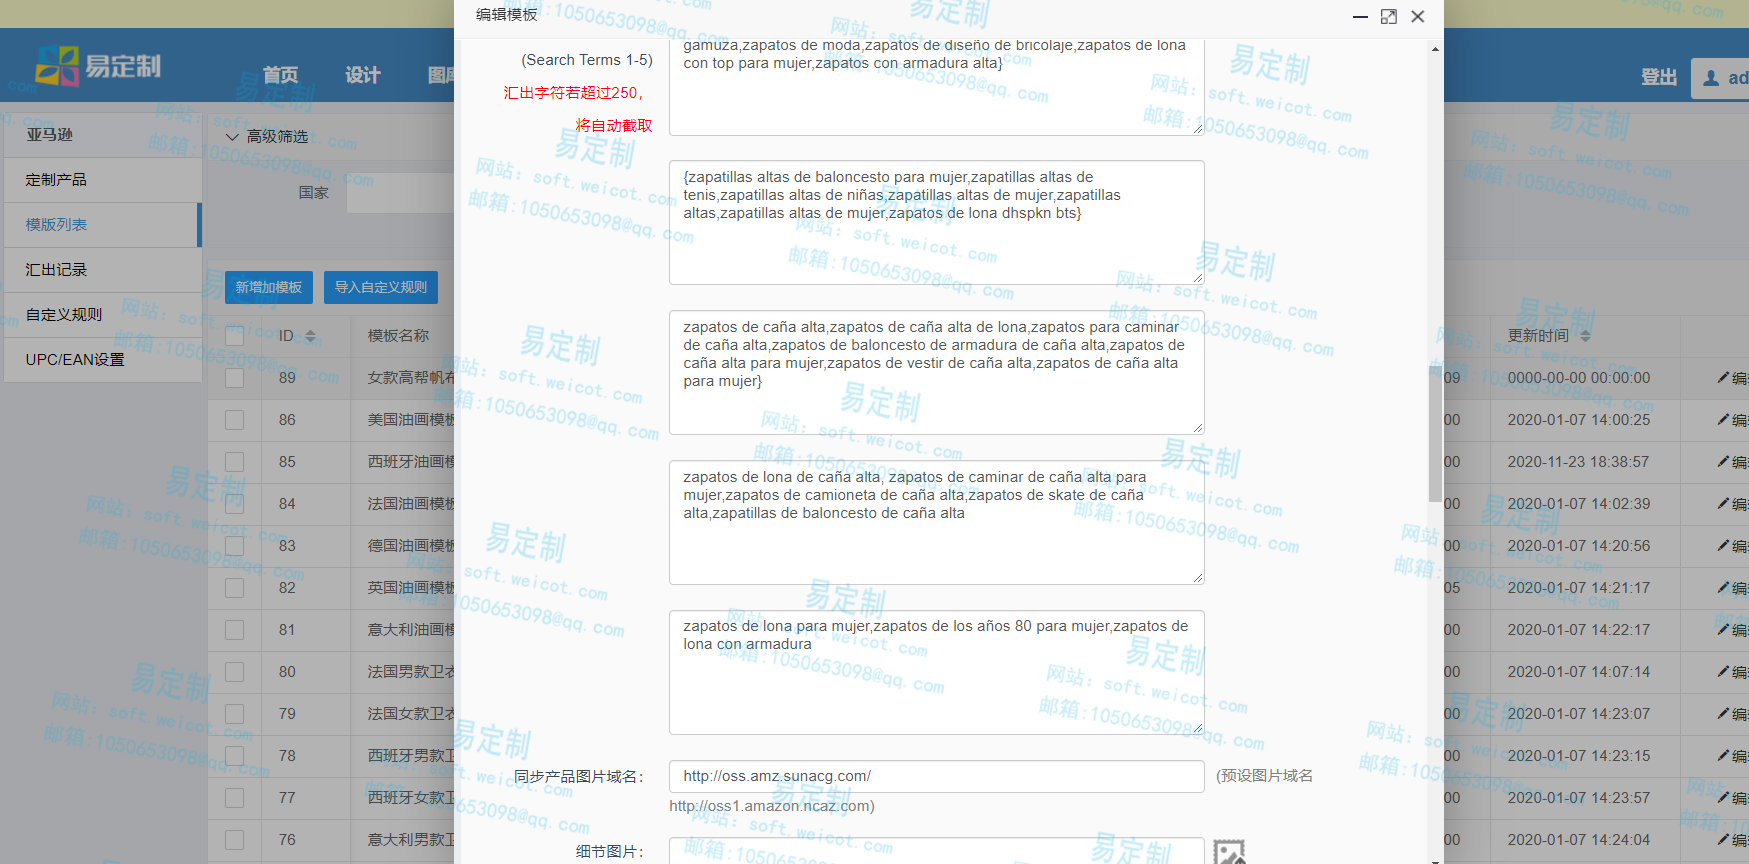 编辑模板
易定制
首页
设计
图库
登出
ad
亚马逊
定制产品
模版列表
汇出记录
自定义规则
UPC/EAN设置
高级筛选
国家
新增加模板
导入自定义规则
ID
模板名称
更新时间
89
女款高帮帆布
09
0000-00-00 00:00:00
编
86
美国油画模板
00
2020-01-07 14:00:25
编
85
西班牙油画模
00
2020-11-23 18:38:57
编
84
法国油画模板
00
2020-01-07 14:02:39
编
83
德国油画模板
00
2020-01-07 14:20:56
编
82
英国油画模板
05
2020-01-07 14:21:17
编
81
意大利油画模
00
2020-01-07 14:22:17
编
80
法国男款卫衣
00
2020-01-07 14:07:14
编
79
法国女款卫衣
00
2020-01-07 14:23:07
编
78
西班牙男款卫
00
2020-01-07 14:23:15
编
77
西班牙女款卫
00
2020-01-07 14:23:57
编
76
意大利男款卫
00
2020-01-07 14:24:04
编
(Search Terms 1-5)
汇出字符若超过250，
将自动截取
gamuza,zapatos de moda,zapatos de diseño de bricolaje,zapatos de lona
con top para mujer,zapatos con armadura alta}
{zapatillas altas de baloncesto para mujer,zapatillas altas de
tenis,zapatillas altas de niñas,zapatillas altas de mujer,zapatillas
altas,zapatillas altas de mujer,zapatos de lona dhspkn bts}
zapatos de caña alta,zapatos de caña alta de lona,zapatos para caminar
de caña alta,zapatos de baloncesto de armadura de caña alta,zapatos de
caña alta para mujer,zapatos de vestir de caña alta,zapatos de caña alta
para mujer}
zapatos de lona de caña alta, zapatos de caminar de caña alta para
mujer,zapatos de camioneta de caña alta,zapatos de skate de caña
alta,zapatillas de baloncesto de caña alta
zapatos de lona para mujer,zapatos de los años 80 para mujer,zapatos de
lona con armadura
同步产品图片域名：
http://oss.amz.sunacg.com/
(预设图片域名
http://oss1.amazon.ncaz.com)
细节图片：
易定制
网站：soft.weicot.com
邮箱:1050653098@qq.com